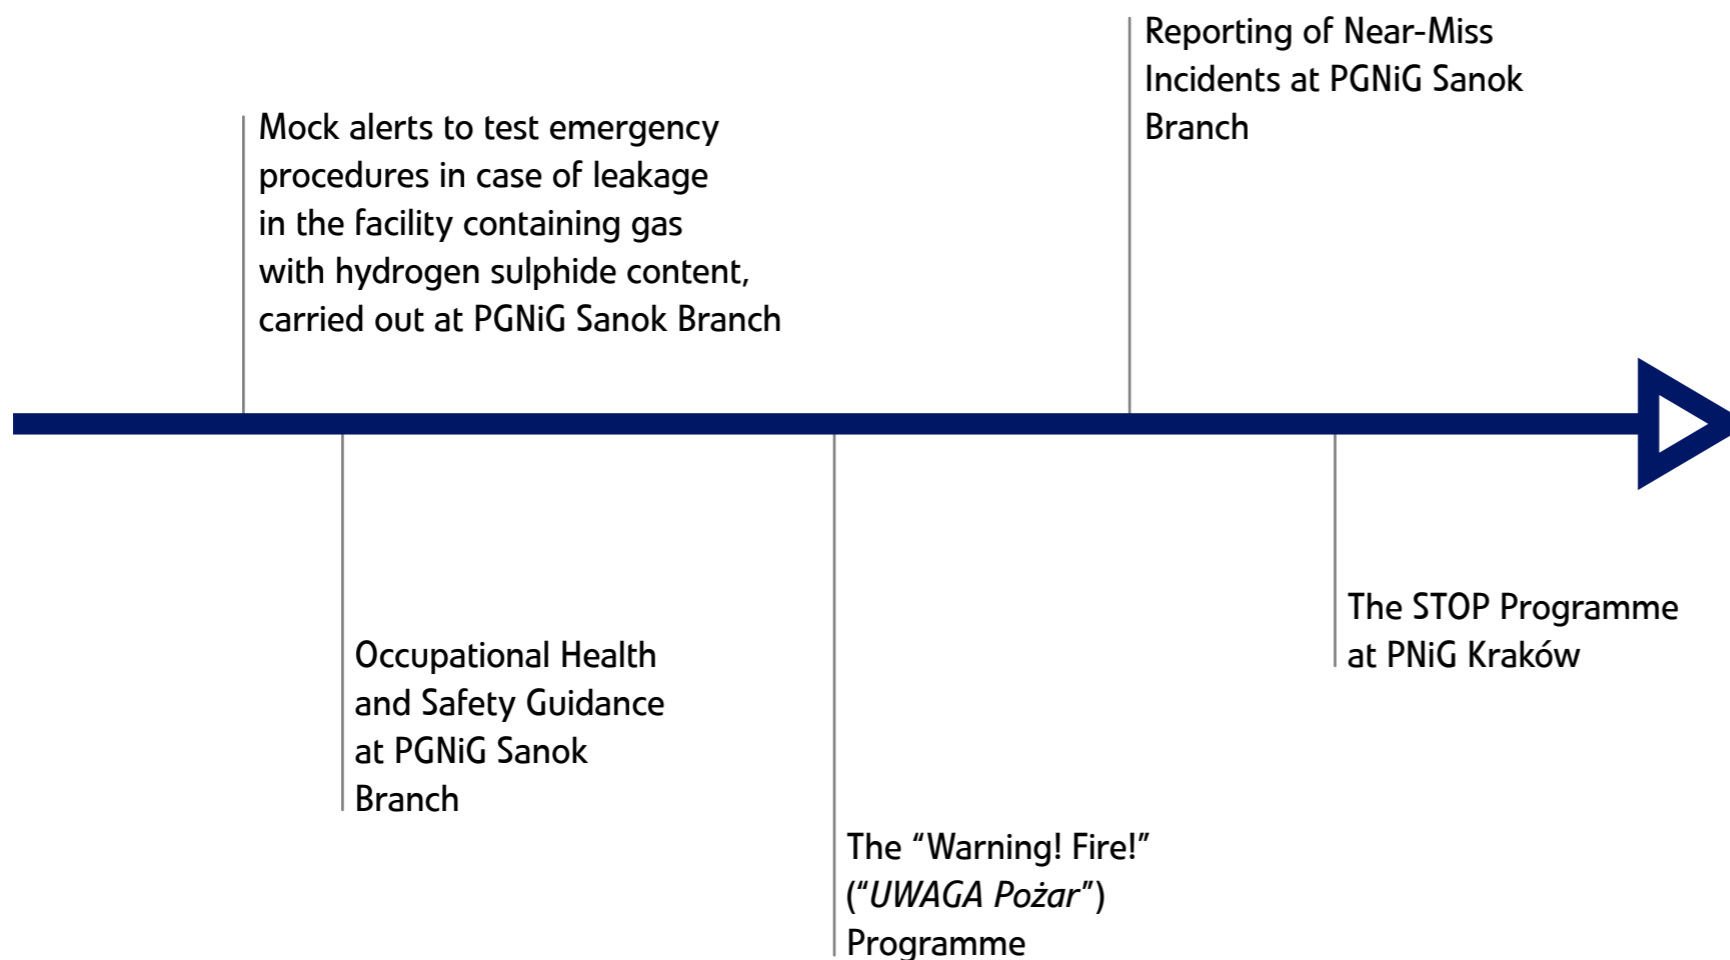 Reporting of Near-Miss
Incidents at PGNiG Sanok
Branch
Mock alerts to test emergency
procedures in case of leakage
in the facility containing gas
with hydrogen sulphide content,
carried out at PGNiG Sanok Branch
The STOP Programme
at PNiG Kraków
Occupational Health
and Safety Guidance
at PGNiG Sanok
Branch
The “Warning! Fire!”
(“UWAGA Pożar”)
Programme